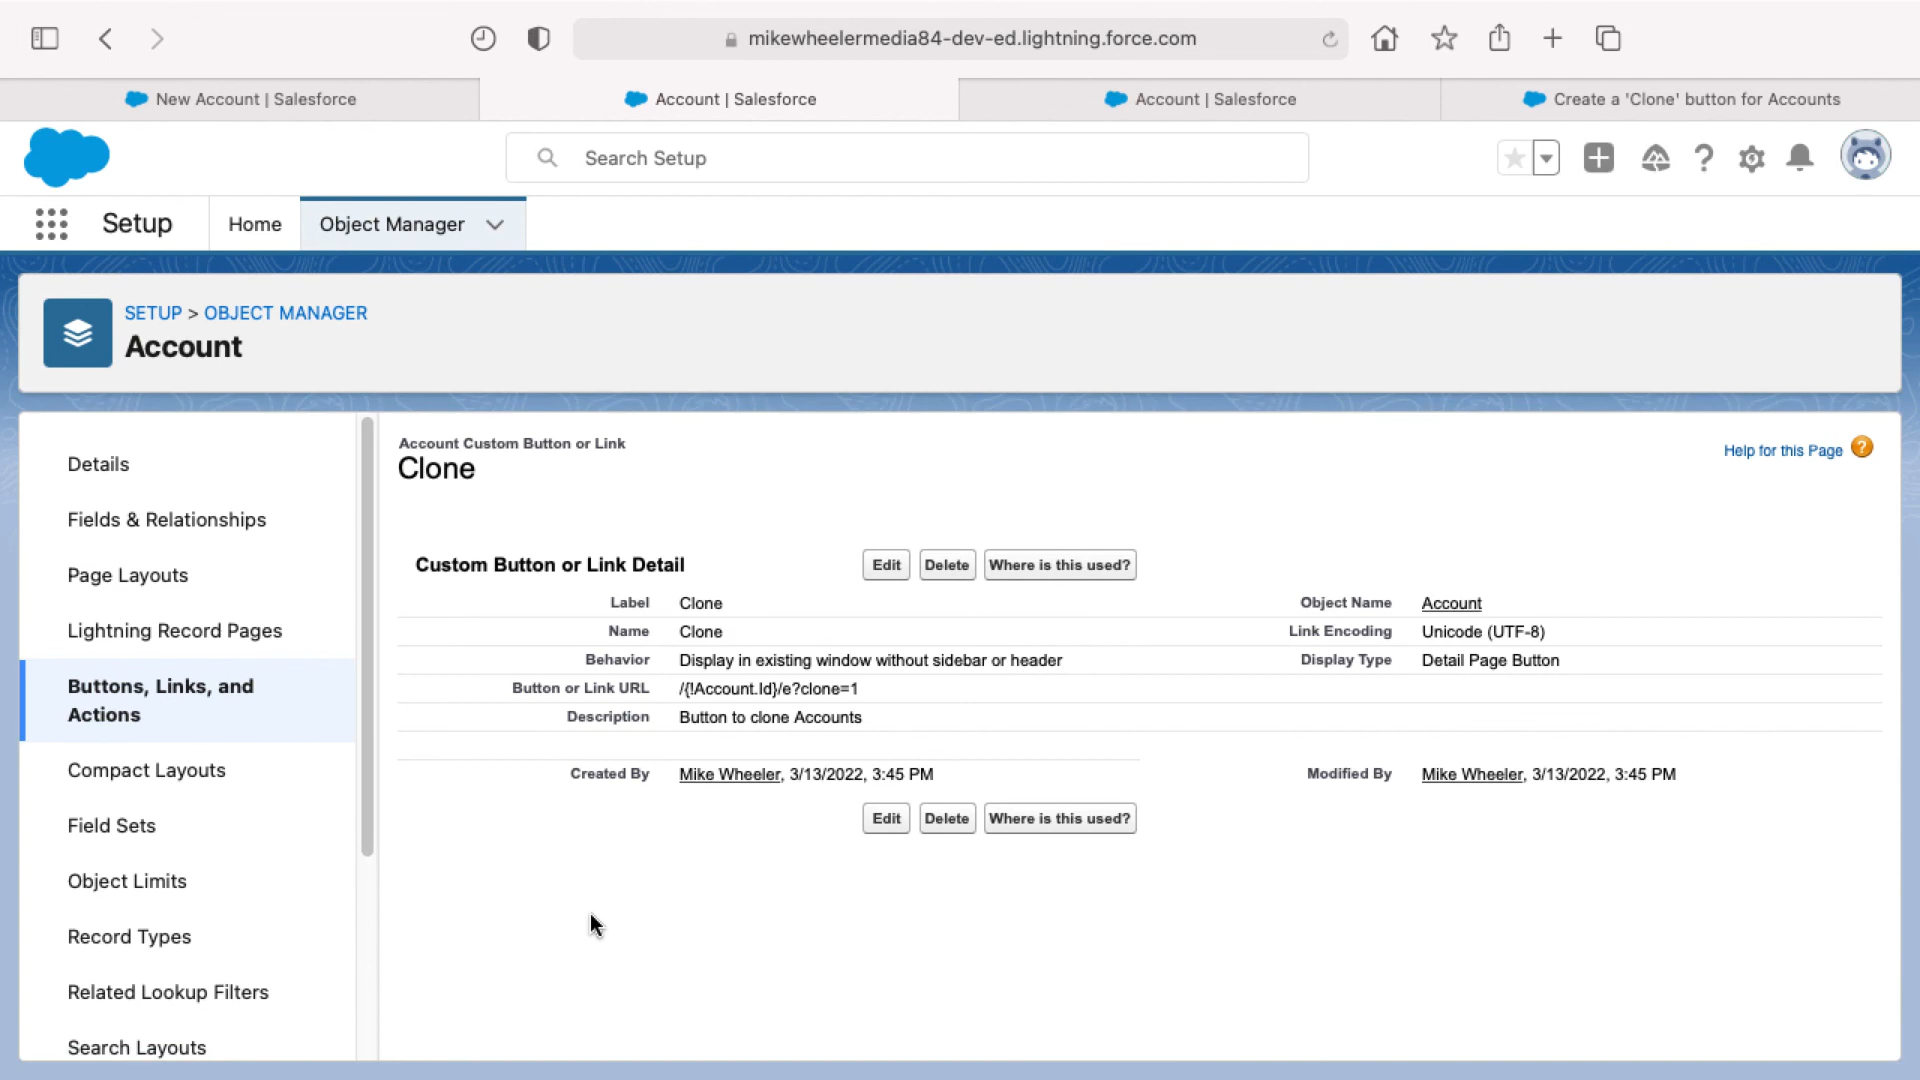 mikewheelermedia84-dev-ed.lightning.force.com
New Account | Salesforce
Account | Salesforce
Account | Salesforce
Create a 'Clone' button for Accounts
Search Setup
Setup
Home
Object Manager
SETUP > OBJECT MANAGER
Account
Details
Fields & Relationships
Page Layouts
Lightning Record Pages
Buttons, Links, and
Actions
Compact Layouts
Field Sets
Object Limits
Record Types
Related Lookup Filters
Search Layouts
Account Custom Button or Link
Clone
Help for this Page ?
Custom Button or Link Detail
Edit Delete Where is this used?
Label Clone Object Name Account
Name Clone Link Encoding Unicode (UTF-8)
Behavior Display in existing window without sidebar or header Display Type Detail Page Button
Button or Link URL /{!Account.Id}/e?clone=1
Description Button to clone Accounts
Created By Mike Wheeler, 3/13/2022, 3:45 PM Modified By Mike Wheeler, 3/13/2022, 3:45 PM
Edit Delete Where is this used?